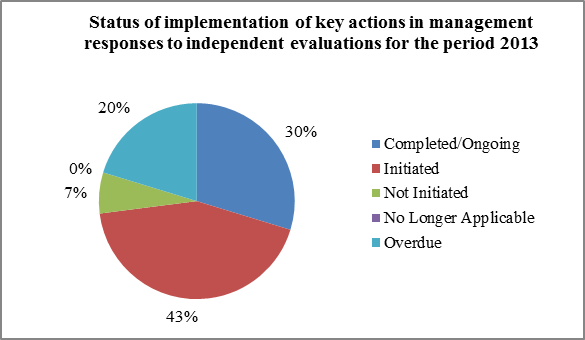 Status of implementation of key actions in management
responses to independent evaluations for the period 2013
20%
30%
0%
7%
43%
Completed/Ongoing
Initiated
Not Initiated
No Longer Applicable
Overdue